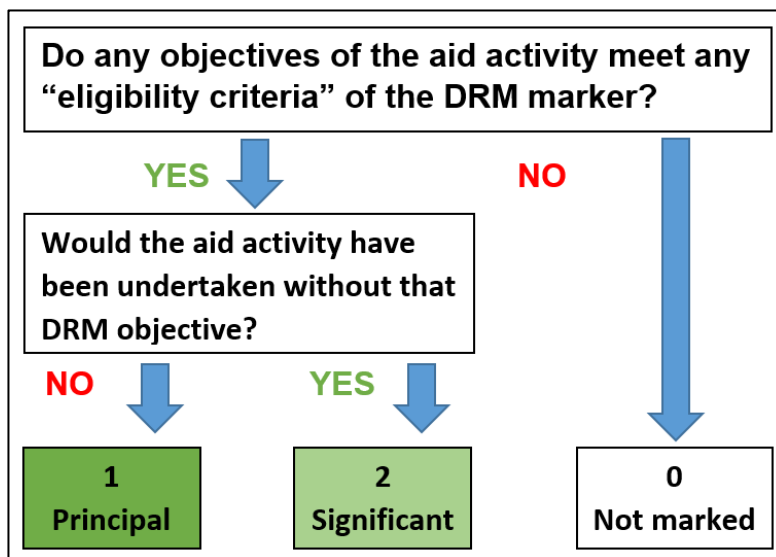 Do any objectives of the aid activity meet any
“eligibility criteria” of the DRM marker?
YES
NO
Would the aid activity have
been undertaken without that
DRM objective?
NO
YES
1
Principal
2
Significant
0
Not marked